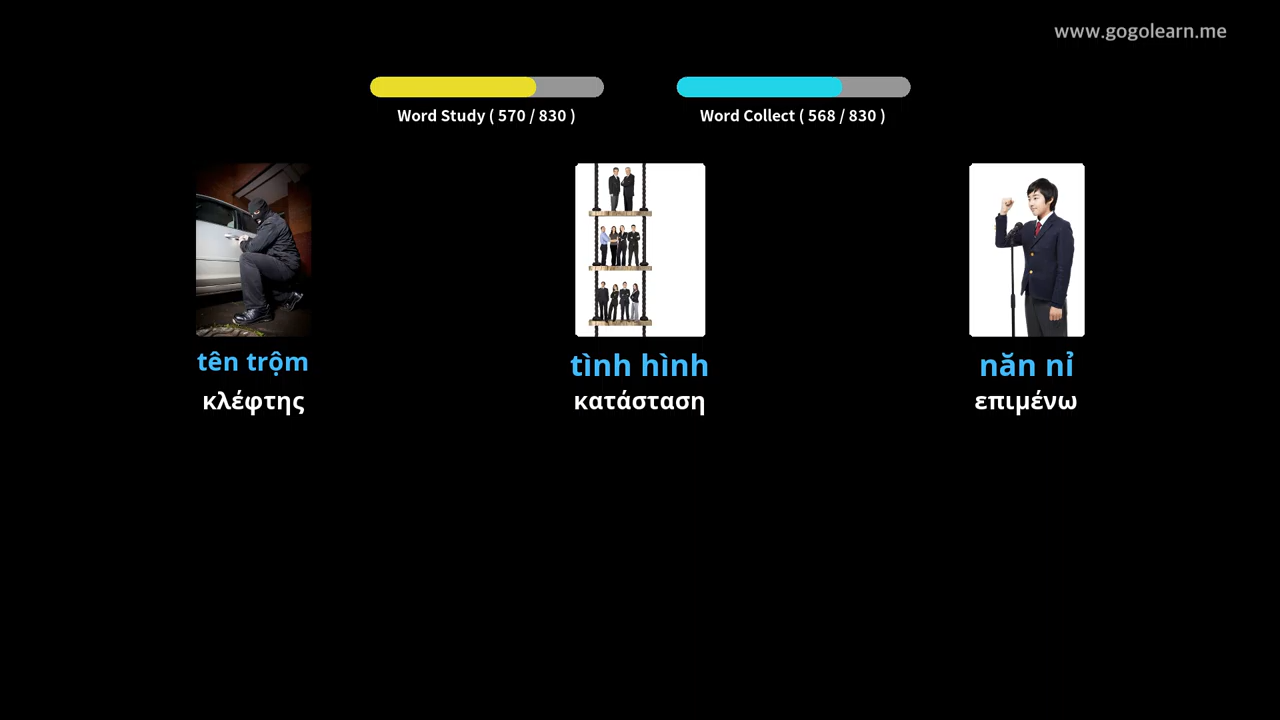 www.gogolearn.me
Word Study ( 570 / 830 )
Word Collect ( 568 / 830 )
tên trộm
tình hình
năn nỉ
κλέφτης
κατάσταση
επιμένω